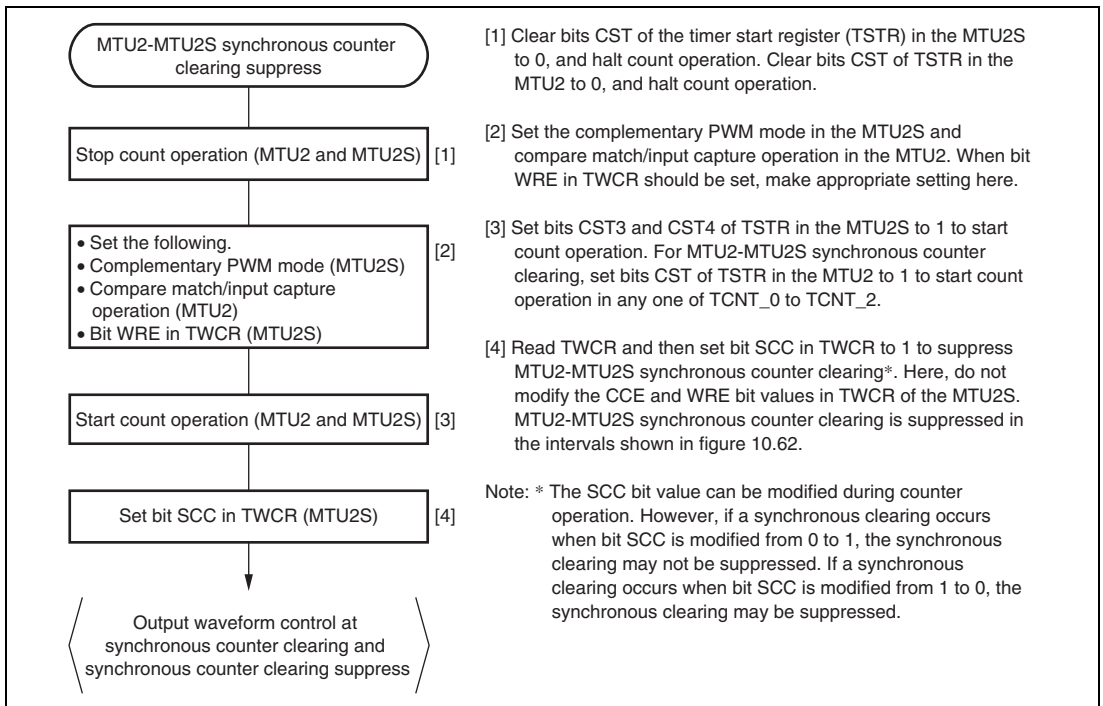 MTU2-MTU2S synchronous counter
clearing suppress
Stop count operation (MTU2 and MTU2S) [1]
• Set the following.
• Complementary PWM mode (MTU2S)
• Compare match/input capture
operation (MTU2)
• Bit WRE in TWCR (MTU2S)
[2]
Start count operation (MTU2 and MTU2S) [3]
Set bit SCC in TWCR (MTU2S) [4]
Output waveform control at
synchronous counter clearing and
synchronous counter clearing suppress
[1] Clear bits CST of the timer start register (TSTR) in the MTU2S
to 0, and halt count operation. Clear bits CST of TSTR in the
MTU2 to 0, and halt count operation.
[2] Set the complementary PWM mode in the MTU2S and
compare match/input capture operation in the MTU2. When bit
WRE in TWCR should be set, make appropriate setting here.
[3] Set bits CST3 and CST4 of TSTR in the MTU2S to 1 to start
count operation. For MTU2-MTU2S synchronous counter
clearing, set bits CST of TSTR in the MTU2 to 1 to start count
operation in any one of TCNT_0 to TCNT_2.
[4] Read TWCR and then set bit SCC in TWCR to 1 to suppress
MTU2-MTU2S synchronous counter clearing*. Here, do not
modify the CCE and WRE bit values in TWCR of the MTU2S.
MTU2-MTU2S synchronous counter clearing is suppressed in
the intervals shown in figure 10.62.
Note: * The SCC bit value can be modified during counter
operation. However, if a synchronous clearing occurs
when bit SCC is modified from 0 to 1, the synchronous
clearing may not be suppressed. If a synchronous
clearing occurs when bit SCC is modified from 1 to 0, the
synchronous clearing may be suppressed.